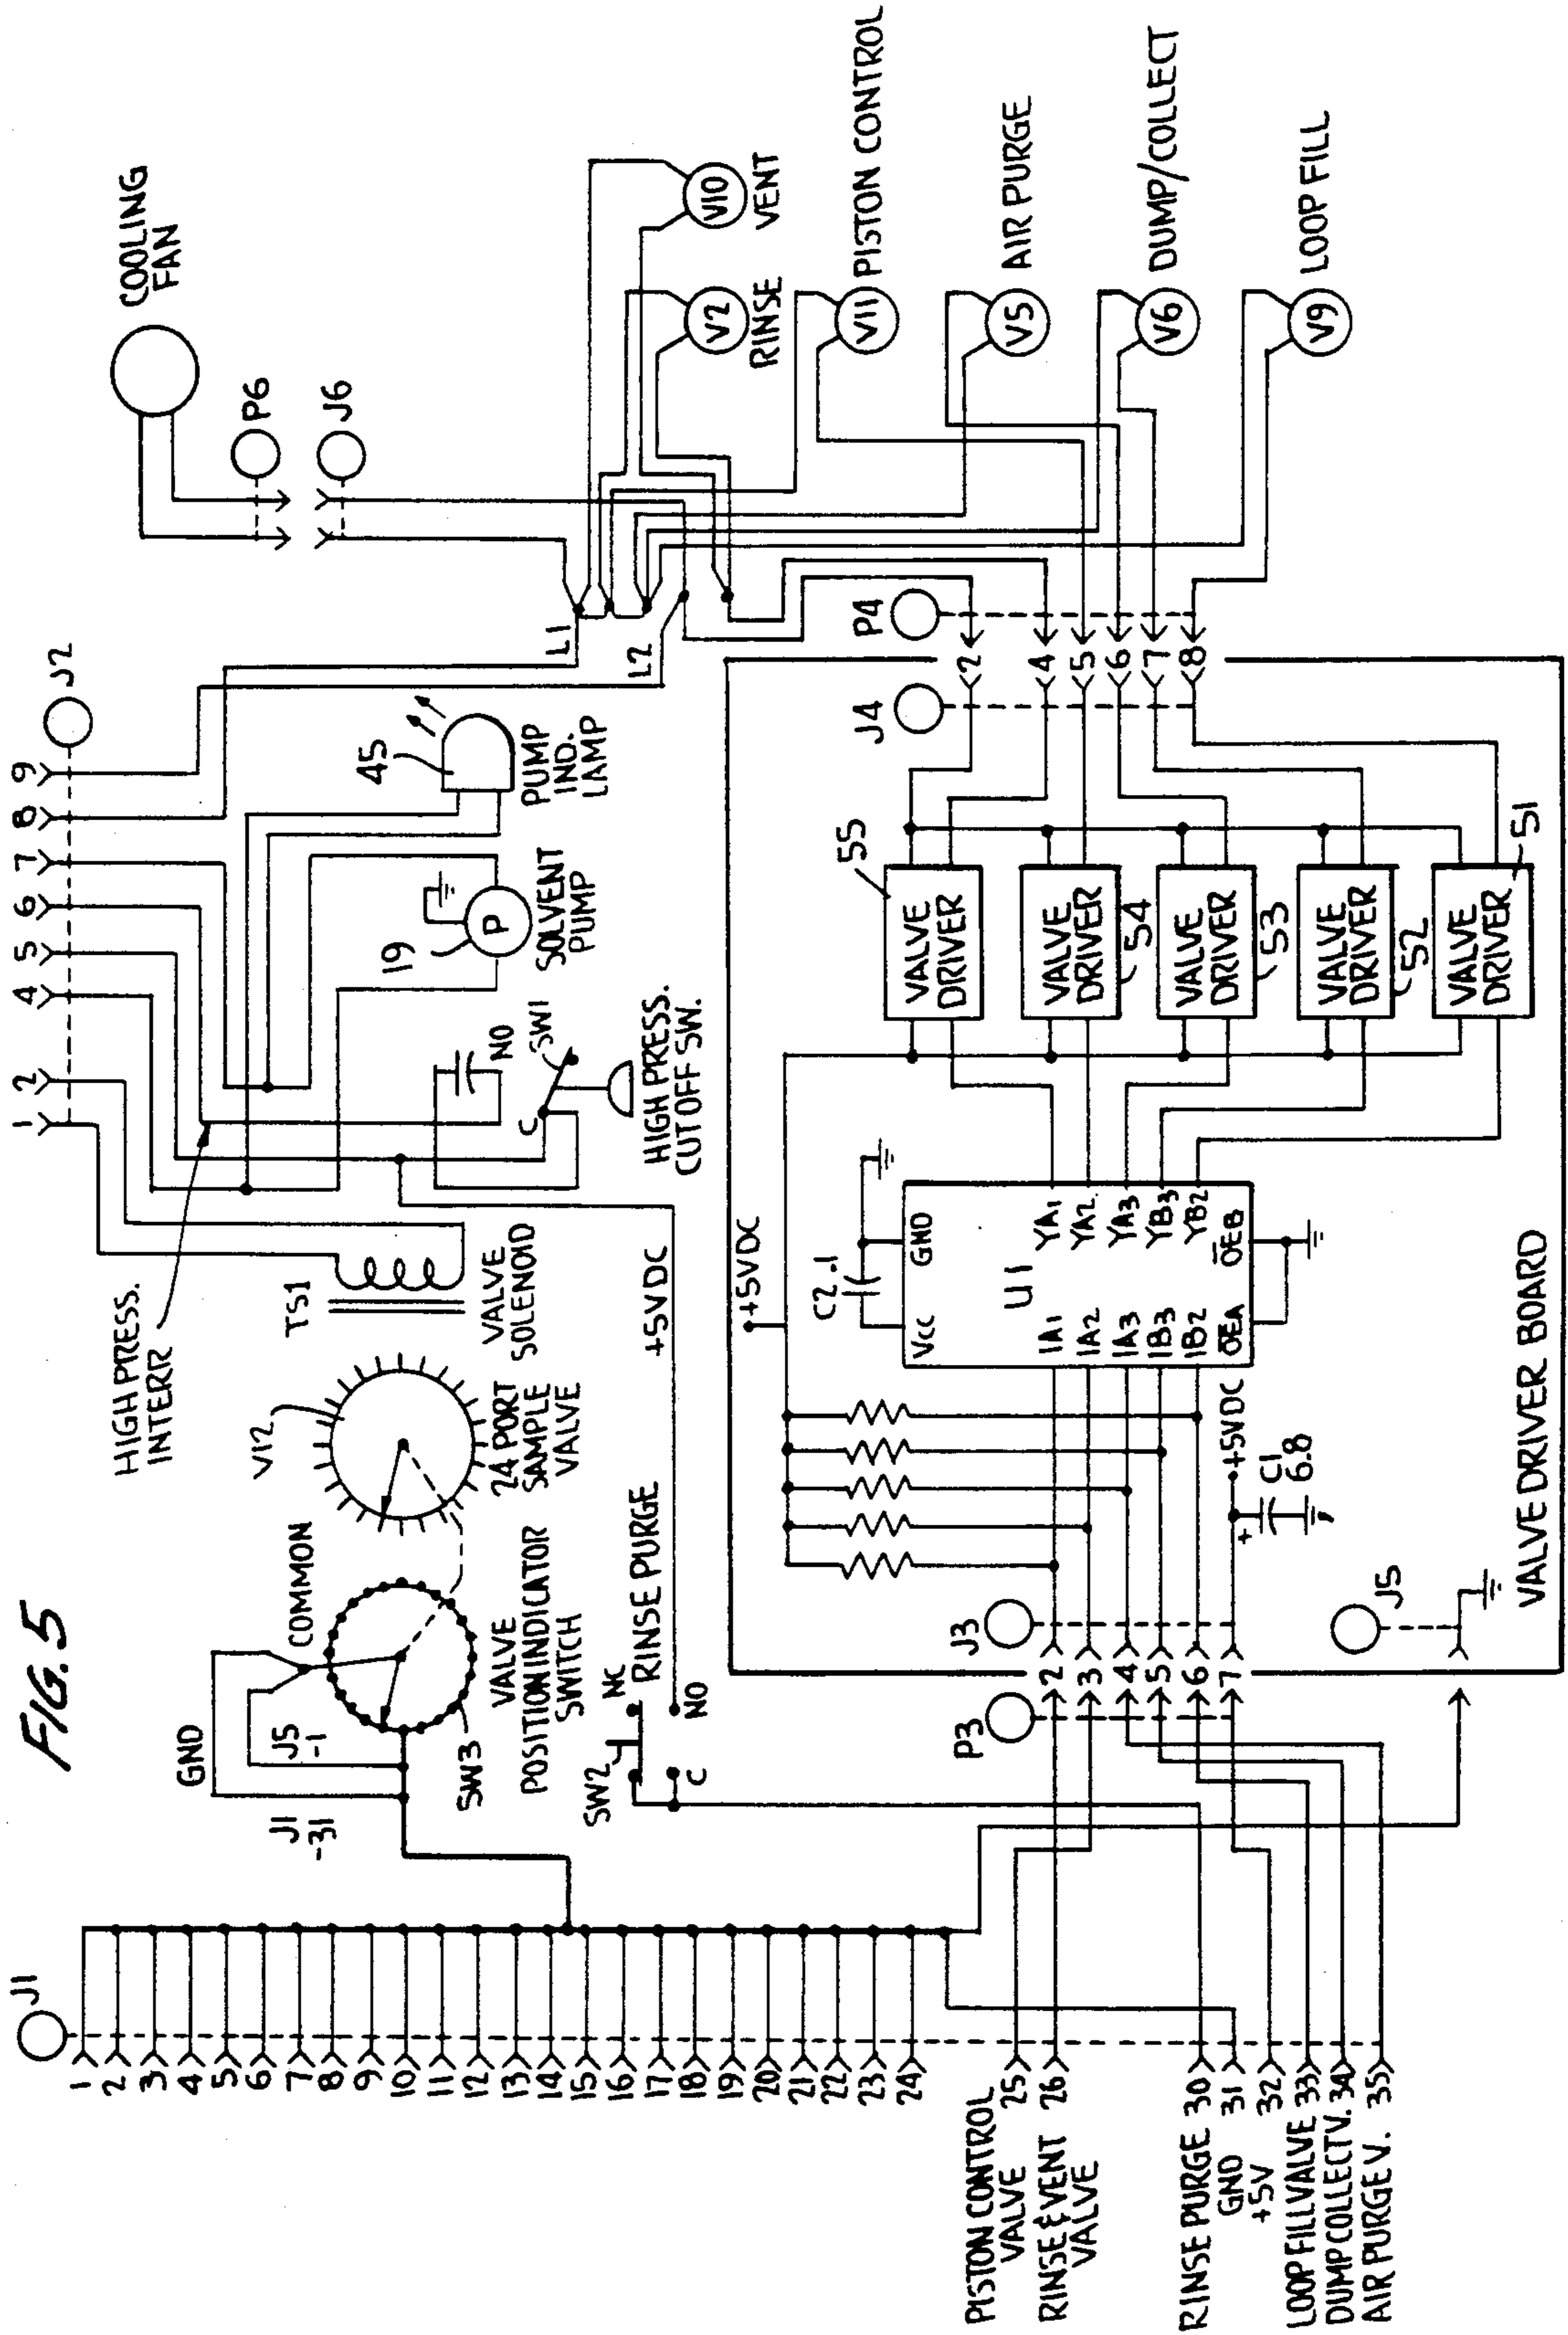 FIG. 5
J1
1
2
3
4
5
6
7
8
9
10
11
12
13
14
15
16
17
18
19
20
21
22
23
24
PISTON CONTROL
VALVE
25
RINSE & VENT
VALVE
26
RINSE PURGE 30
GND
31
+5V
32
LOOP FILL VALVE 33
DUMP COLLECT V. 34
AIR PURGE V. 35
GND
J1
-31
J5
-1
COMMON
SW3
VALVE
POSITION INDICATOR
SWITCH
V12
24 PORT
SAMPLE
VALVE
TS1
VALVE
SOLENOID
HIGH PRESS.
INTERR
SW2
NC
RINSE PURGE
C
NO
+5VDC
J2
1
2
4
5
6
7
8
9
NO
SW1
C
HIGH PRESS.
CUTOFF SW.
19
P
SOLVENT
PUMP
45
PUMP
IND.
LAMP
L1
L2
COOLING
FAN
P6
J6
V10
VENT
V2
RINSE
V11
PISTON CONTROL
V5
AIR PURGE
V6
DUMP/COLLECT
V9
LOOP FILL
P3
J3
2
3
4
5
6
7
J5
+5VDC
C1
6.8
+5VDC
C2 .1
Vcc
GND
U1
1A1
YA1
1A2
YA2
1A3
YA3
1B3
YB3
1B2
YB2
OEA
OEB
55
VALVE
DRIVER
VALVE
DRIVER
54
VALVE
DRIVER
53
VALVE
DRIVER
52
VALVE
DRIVER
51
J4
P4
2
4
5
6
7
8
VALVE DRIVER BOARD